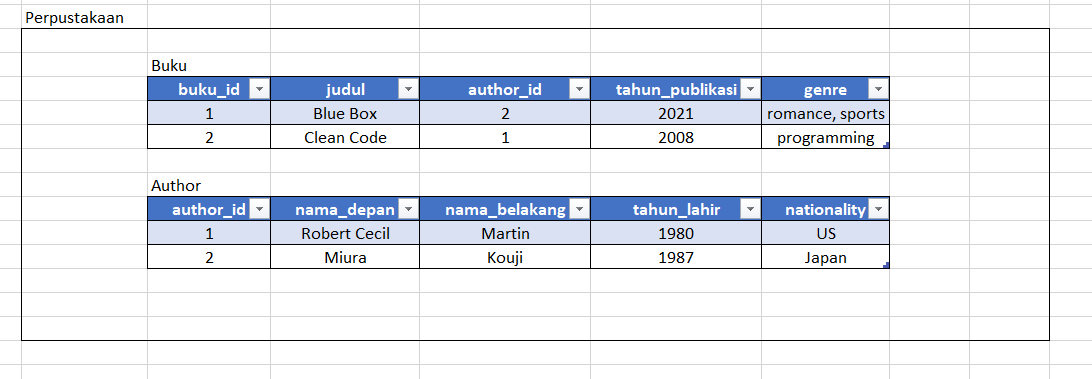 Perpustakaan
Buku
buku_id judul author_id tahun_publikasi genre
1 Blue Box 2 2021 romance, sports
2 Clean Code 1 2008 programming
Author
author_id nama_depan nama_belakang tahun_lahir nationality
1 Robert Cecil Martin 1980 US
2 Miura Kouji 1987 Japan